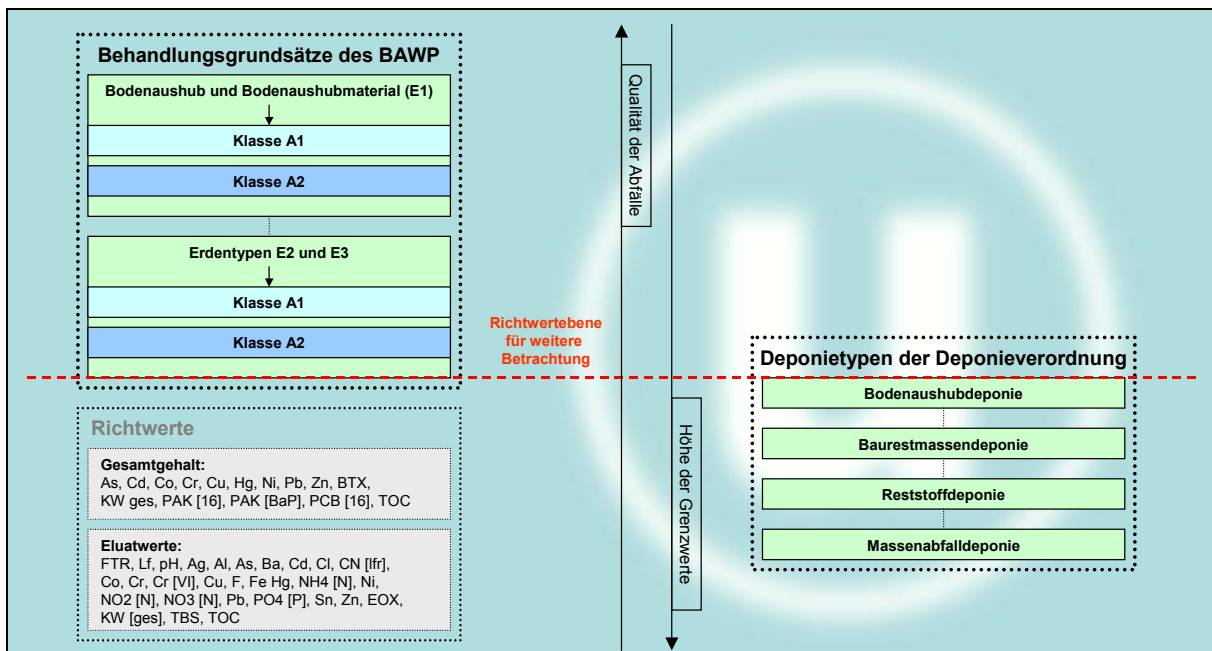 Behandlungsgrundsätze des BAWP
Bodenaushub und Bodenaushubmaterial (E1)
Klasse A1
Klasse A2
Erdentypen E2 und E3
Klasse A1
Klasse A2
Richtwerte
Gesamtgehalt:
As, Cd, Co, Cr, Cu, Hg, Ni, Pb, Zn, BTX,
KW ges, PAK [16], PAK [BaP], PCB [16], TOC
Eluatwerte:
FTR, Lf, pH, Ag, Al, As, Ba, Cd, Cl, CN [lfr],
Co, Cr, Cr [VI], Cu, F, Fe Hg, NH4 [N], Ni,
NO2 [N], NO3 [N], Pb, PO4 [P], Sn, Zn, EOX,
KW [ges], TBS, TOC
Richtwertebene
für weitere
Betrachtung
Qualität der Abfälle
Höhe der Grenzwerte
Deponietypen der Deponieverordnung
Bodenaushubdeponie
Baurestmassendeponie
Reststoffdeponie
Massenabfalldeponie
u